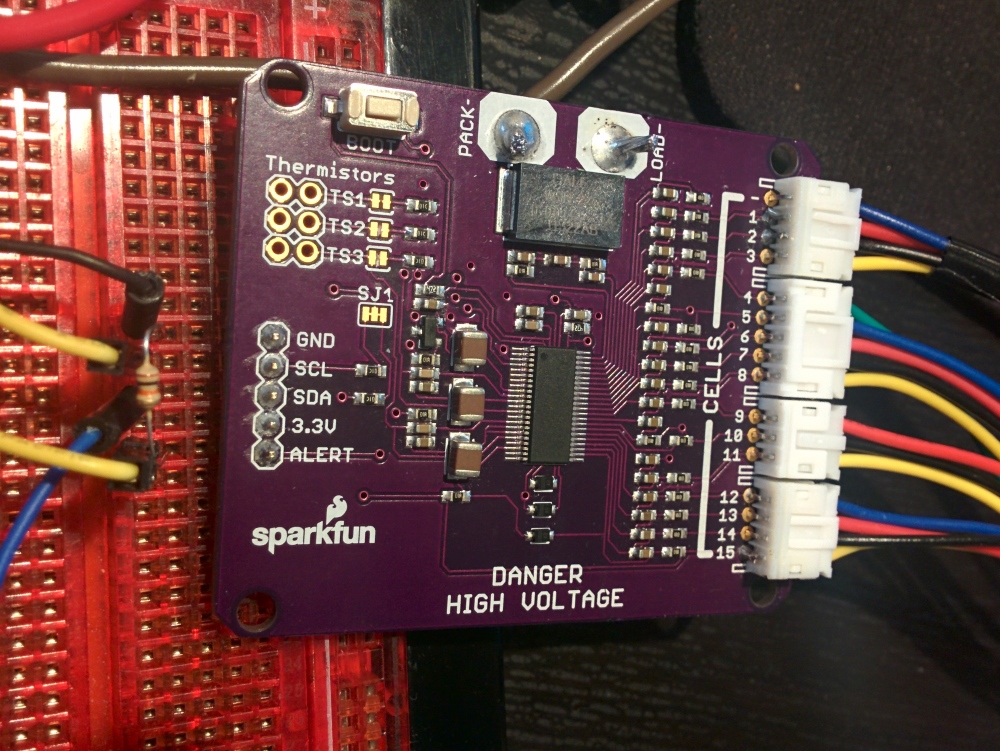 BOOT
PACK-
LOAD-
Thermistors
TS1
TS2
TS3
SJ1
GND
SCL
SDA
3.3V
ALERT
sparkfun
DANGER
HIGH VOLTAGE
CELLS
-
1
2
3
4
5
6
7
8
9
10
11
12
13
14
15